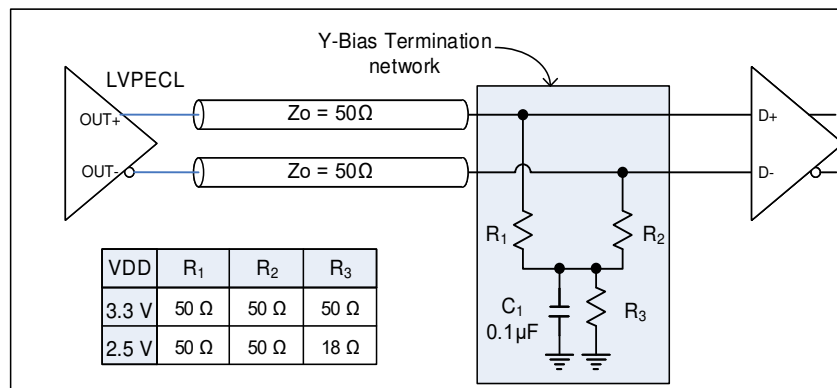 Y-Bias Termination
network
LVPECL
OUT+
Zo = 50Ω
D+
OUT-
Zo = 50Ω
D-
R1
R2
C1
0.1µF
R3
VDD R1 R2 R3
3.3 V 50 Ω 50 Ω 50 Ω
2.5 V 50 Ω 50 Ω 18 Ω